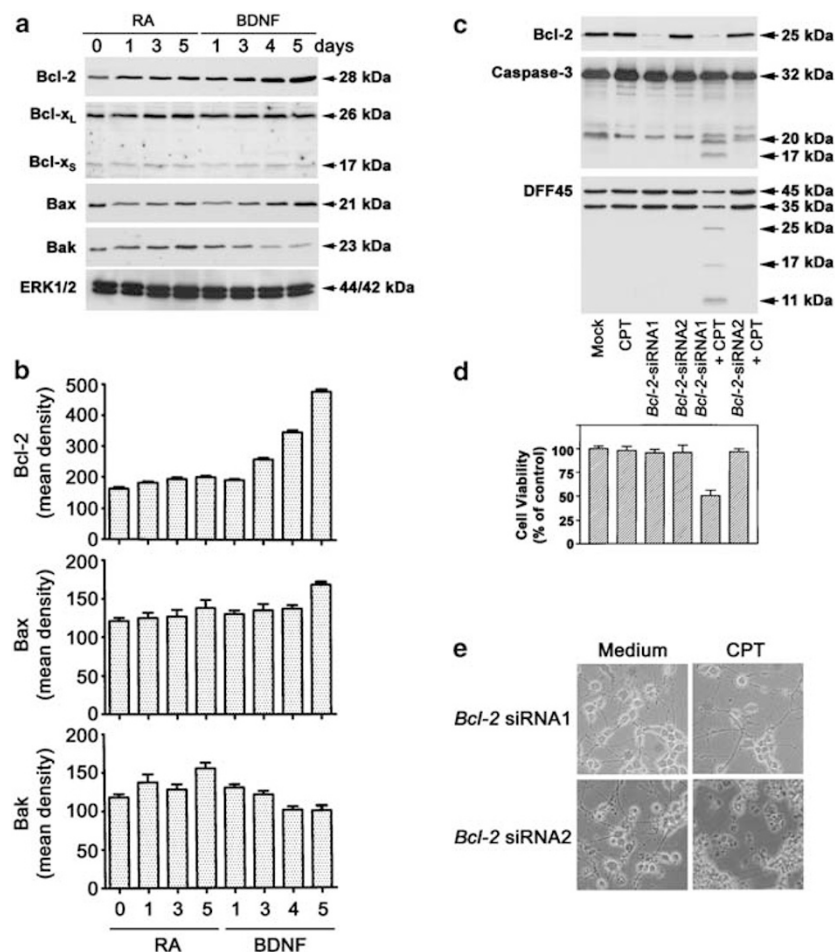 a
RA BDNF
0 1 3 5 1 3 4 5 days
Bcl-2 28 kDa
Bcl-xL 26 kDa
Bcl-xS 17 kDa
Bax 21 kDa
Bak 23 kDa
ERK1/2 44/42 kDa
b
500
400
300
200
100
0
Bcl-2
(mean density)
200
150
100
50
0
Bax
(mean density)
200
150
100
50
0
Bak
(mean density)
0 1 3 5 1 3 4 5
RA BDNF
c
Bcl-2 25 kDa
Caspase-3 32 kDa
20 kDa
17 kDa
DFF45 45 kDa
35 kDa
25 kDa
17 kDa
11 kDa
Mock
CPT
Bcl-2-siRNA1
Bcl-2-siRNA2
Bcl-2-siRNA1
+ CPT
Bcl-2-siRNA2
+ CPT
d
Cell Viability
(% of control)
100
75
50
25
0
e
Medium CPT
Bcl-2 siRNA1
Bcl-2 siRNA2